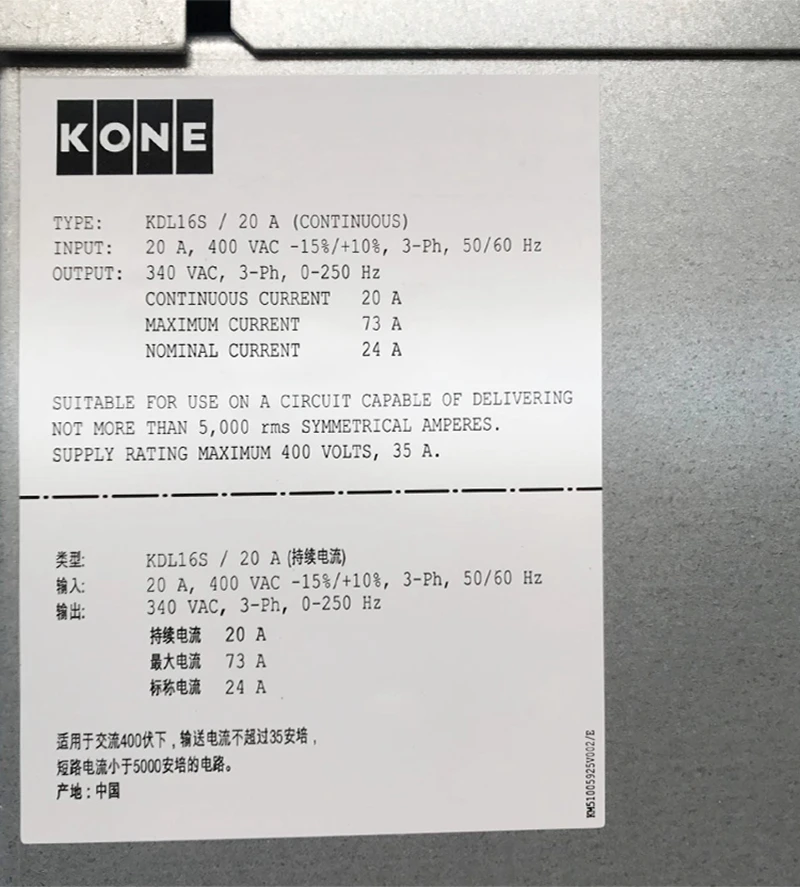 KONE
TYPE: KDL16S / 20 A (CONTINUOUS)
INPUT: 20 A, 400 VAC -15%/+10%, 3-Ph, 50/60 Hz
OUTPUT: 340 VAC, 3-Ph, 0-250 Hz
CONTINUOUS CURRENT 20 A
MAXIMUM CURRENT 73 A
NOMINAL CURRENT 24 A
SUITABLE FOR USE ON A CIRCUIT CAPABLE OF DELIVERING
NOT MORE THAN 5,000 rms SYMMETRICAL AMPERES.
SUPPLY RATING MAXIMUM 400 VOLTS, 35 A.
类型: KDL16S / 20 A (持续电流)
输入: 20 A, 400 VAC -15%/+10%, 3-Ph, 50/60 Hz
输出: 340 VAC, 3-Ph, 0-250 Hz
持续电流 20 A
最大电流 73 A
标称电流 24 A
适用于交流400伏下，输送电流不超过35安培，
短路电流小于5000安培的电路。
产地：中国
KM51005925V002/E